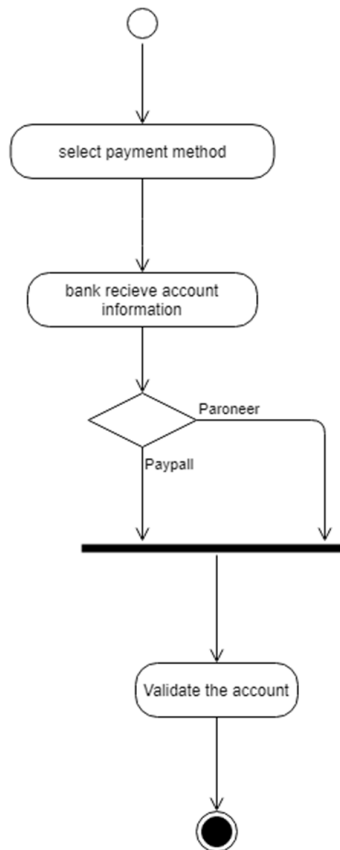 select payment method
bank recieve account
information
Paroneer
Paypall
Validate the account